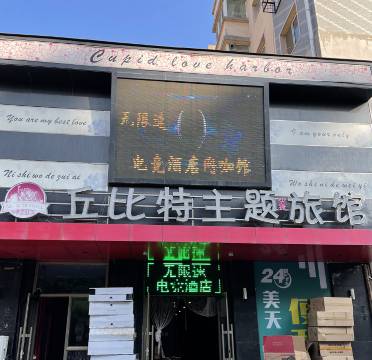 Cupid love harbor
You are my best love
I am your only
无限速
电竞酒店网咖馆
Ni shi wo de zui ai
Wo shi ni de wei yi
丘比特主题旅馆
无限速
电竞酒店
24
美天